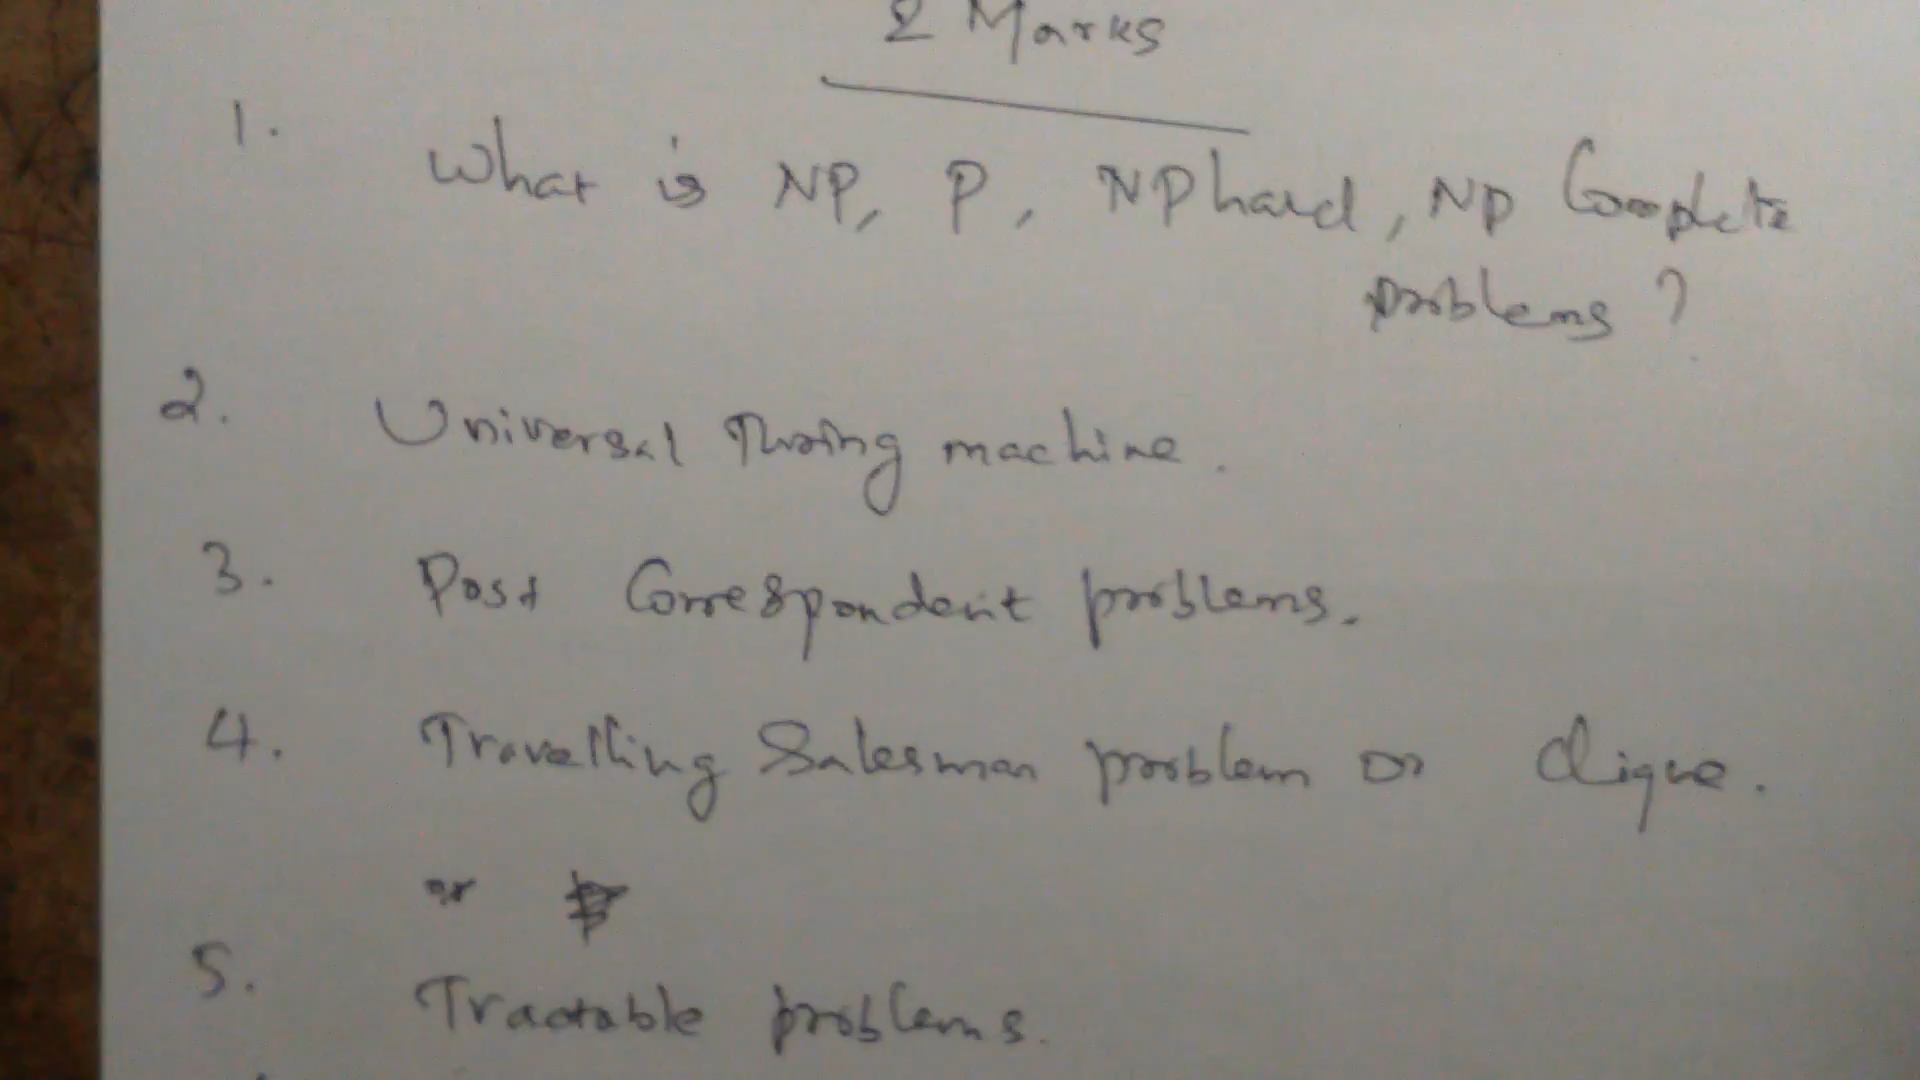 2 Marks
1. What is NP, P, NP hard, NP Complete
problems?
2. Universal Turing machine.
3. Post Correspondent problems.
4. Travelling Salesman problem or clique.
or
5. Tractable problems.